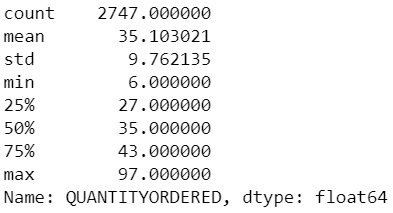 count    2747.000000
mean       35.103021
std         9.762135
min         6.000000
25%        27.000000
50%        35.000000
75%        43.000000
max        97.000000
Name: QUANTITYORDERED, dtype: float64